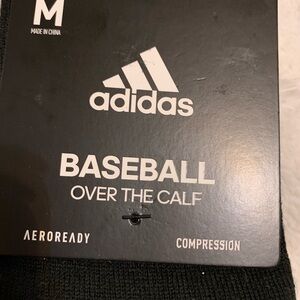 M
MADE IN CHINA
adidas
BASEBALL
OVER THE CALF
AEROREADY
COMPRESSION